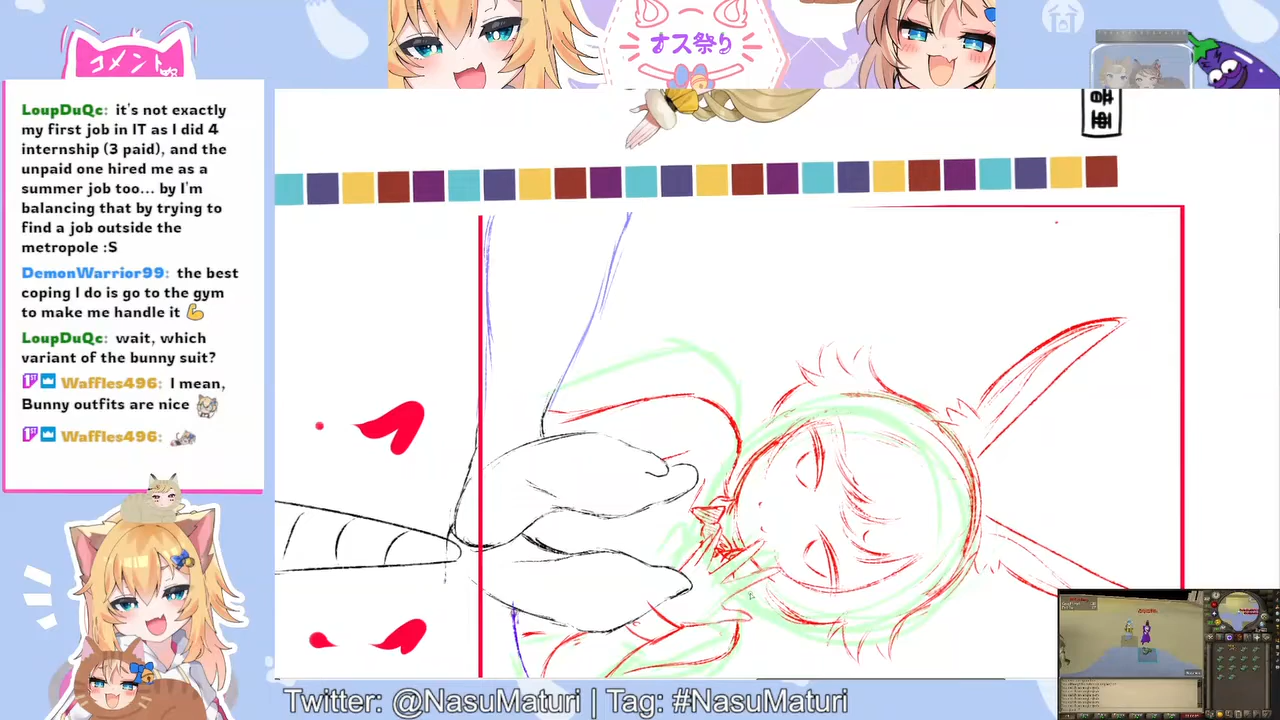 コメント
ナス祭り
音亜
LoupDuQc: it's not exactly
my first job in IT as I did 4
internship (3 paid), and the
unpaid one hired me as a
summer job too... by I'm
balancing that by trying to
find a job outside the
metropole :S
DemonWarrior99: the best
coping I do is go to the gym
to make me handle it 💪
LoupDuQc: wait, which
variant of the bunny suit?
Waffles496: I mean,
Bunny outfits are nice
Waffles496:
Twitter: @NasuMaturi | Tag: #NasuMaturi